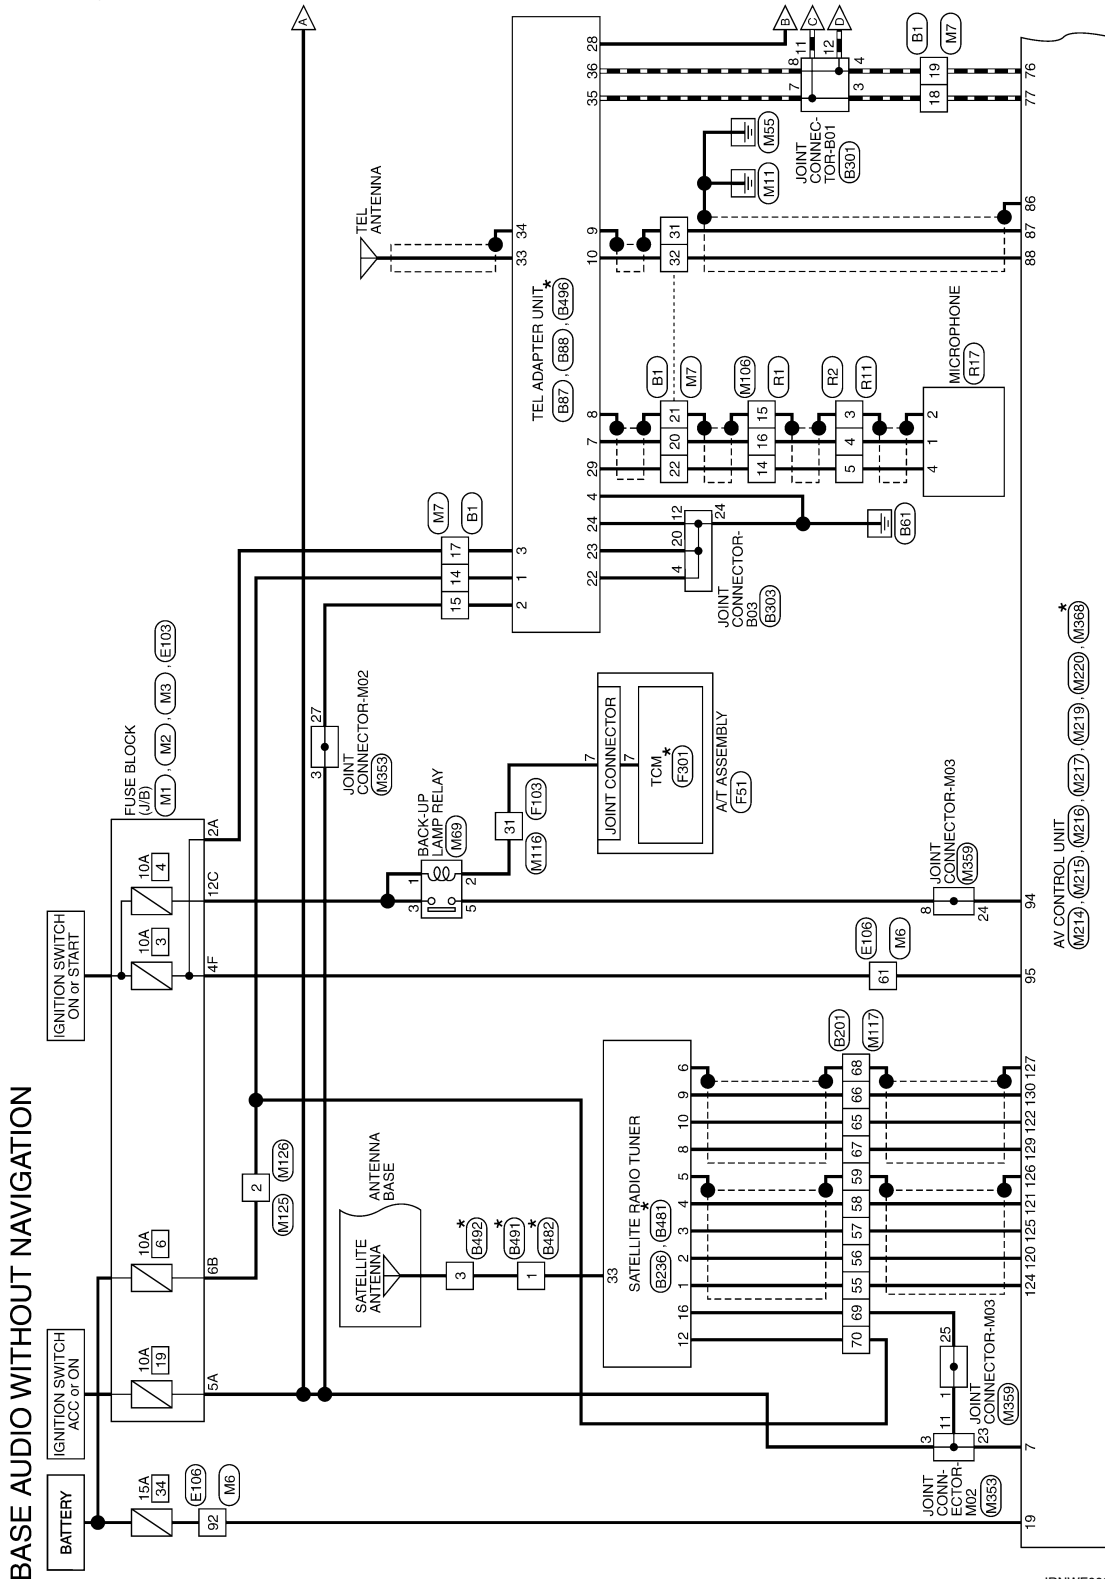 BASE AUDIO WITHOUT NAVIGATION
BATTERY
IGNITION SWITCH
ACC or ON
IGNITION SWITCH
ON or START
15A
34
10A
19
10A
6
10A
3
10A
4
FUSE BLOCK
(J/B)
M1 , M2 , M3 , E103
5A
6B
4F
12C
2A
E106
92
M6
M125
2
M126
3
27
JOINT
CONNECTOR-M02
M353
A
SATELLITE
ANTENNA
ANTENNA
BASE
3
B492
*
1
B491
*
B482
*
33
SATELLITE RADIO TUNER
B236 , B481
*
12
16
1
2
3
4
5
8
10
9
6
70
69
55
56
57
58
59
67
65
66
68
B201
M117
3
11
23
JOINT
CONN-
ECTOR-
M02
M353
1
25
JOINT
CONNECTOR-M03
M359
BACK-UP
LAMP RELAY
M69
1
2
3
5
M116
31
F103
7
7
JOINT CONNECTOR
TCM
*
F301
A/T ASSEMBLY
F51
E106
61
M6
8
24
JOINT
CONNECTOR-M03
M359
M7
B1
15
14
17
2
1
3
TEL
ANTENNA
33
34
TEL ADAPTER UNIT
B87 , B88 , B496
*
22
23
24
4
29
7
8
10
9
35
36
28
4
20
12
24
JOINT
CONNECTOR-
B03
B303
B61
B1
M7
22
20
21
32
31
M106
R1
14
16
15
R2
R11
5
4
3
4
1
2
MICROPHONE
R17
M11
M55
B
C
D
11
12
7
8
3
4
JOINT
CONNEC-
TOR-B01
B301
B1
M7
18
19
19
7
124
120
125
121
126
129
122
130
127
95
94
88
87
86
77
76
AV CONTROL UNIT
M214 , M215 , M216 , M217 , M219 , M220 , M368
*